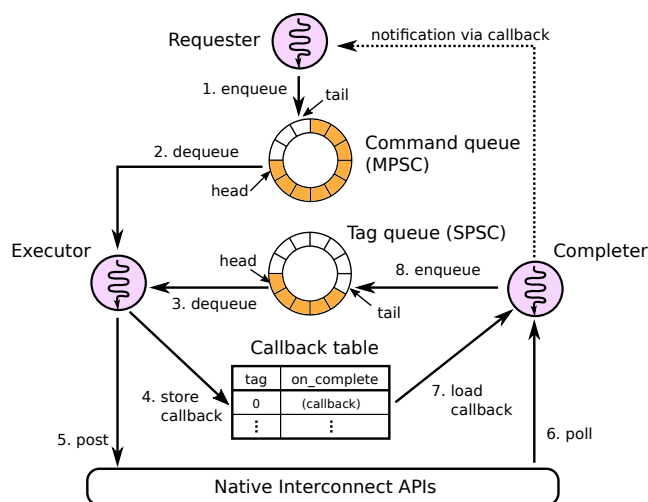 Requester
notification via callback
1. enqueue
tail
Command queue
(MPSC)
2. dequeue
head
Executor
Tag queue (SPSC)
Completer
head
8. enqueue
3. dequeue
tail
Callback table
tag on_complete
0 (callback)
⋮ ⋮
4. store
callback
7. load
callback
5. post
6. poll
Native Interconnect APIs